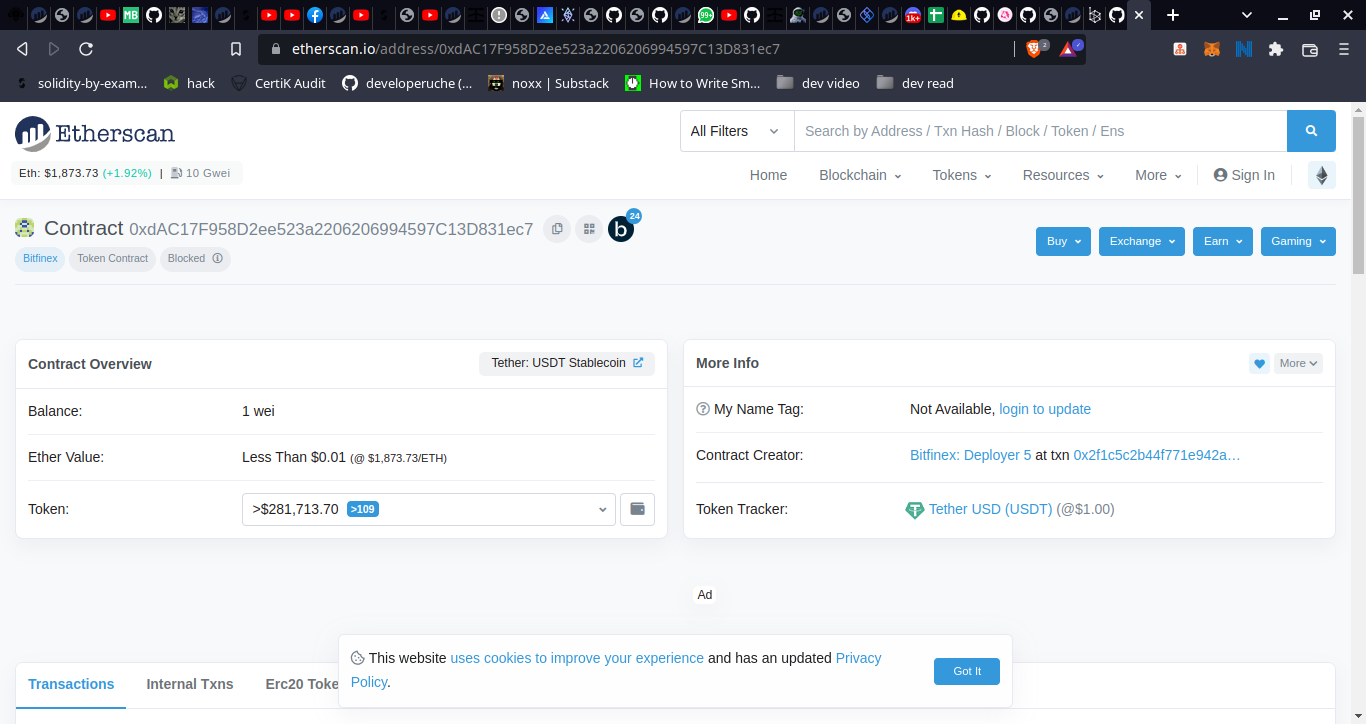 MB
99+
1k+
etherscan.io/address/0xdAC17F958D2ee523a2206206994597C13D831ec7
2
solidity-by-exam...
hack
CertiK Audit
developeruche (...
noxx | Substack
How to Write Sm...
dev video
dev read
Etherscan
All Filters
Search by Address / Txn Hash / Block / Token / Ens
Eth: $1,873.73 (+1.92%) | 10 Gwei
Home
Blockchain
Tokens
Resources
More
Sign In
Contract 0xdAC17F958D2ee523a2206206994597C13D831ec7
b
24
Bitfinex
Token Contract
Blocked
Buy
Exchange
Earn
Gaming
Contract Overview
Tether: USDT Stablecoin
Balance:
1 wei
Ether Value:
Less Than $0.01 (@ $1,873.73/ETH)
Token:
>$281,713.70 >109
More Info
More
My Name Tag:
Not Available, login to update
Contract Creator:
Bitfinex: Deployer 5 at txn 0x2f1c5c2b44f771e942a…
Token Tracker:
Tether USD (USDT) (@$1.00)
Ad
This website uses cookies to improve your experience and has an updated Privacy
Policy.
Got It
Transactions
Internal Txns
Erc20 Toke